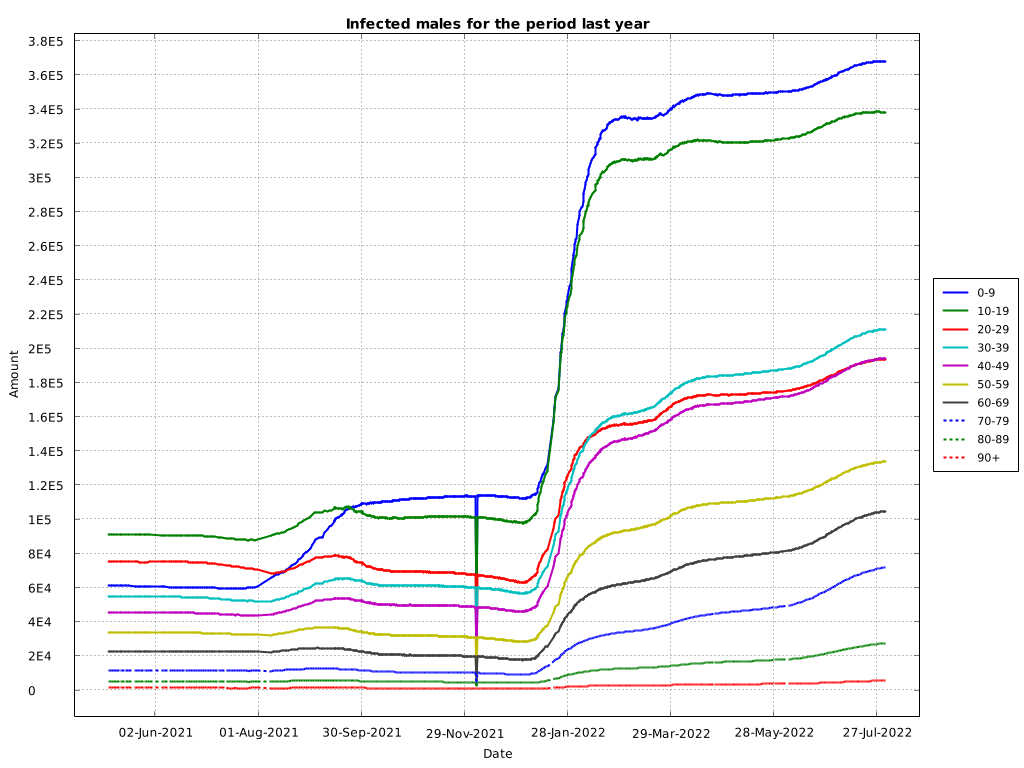 Infected males for the period last year
3.8E5
3.6E5
3.4E5
3.2E5
3E5
2.8E5
2.6E5
2.4E5
2.2E5
2E5
1.8E5
1.6E5
1.4E5
1.2E5
1E5
8E4
6E4
4E4
2E4
0
Amount
02-Jun-2021
01-Aug-2021
30-Sep-2021
29-Nov-2021
28-Jan-2022
29-Mar-2022
28-May-2022
27-Jul-2022
Date
0-9
10-19
20-29
30-39
40-49
50-59
60-69
70-79
80-89
90+